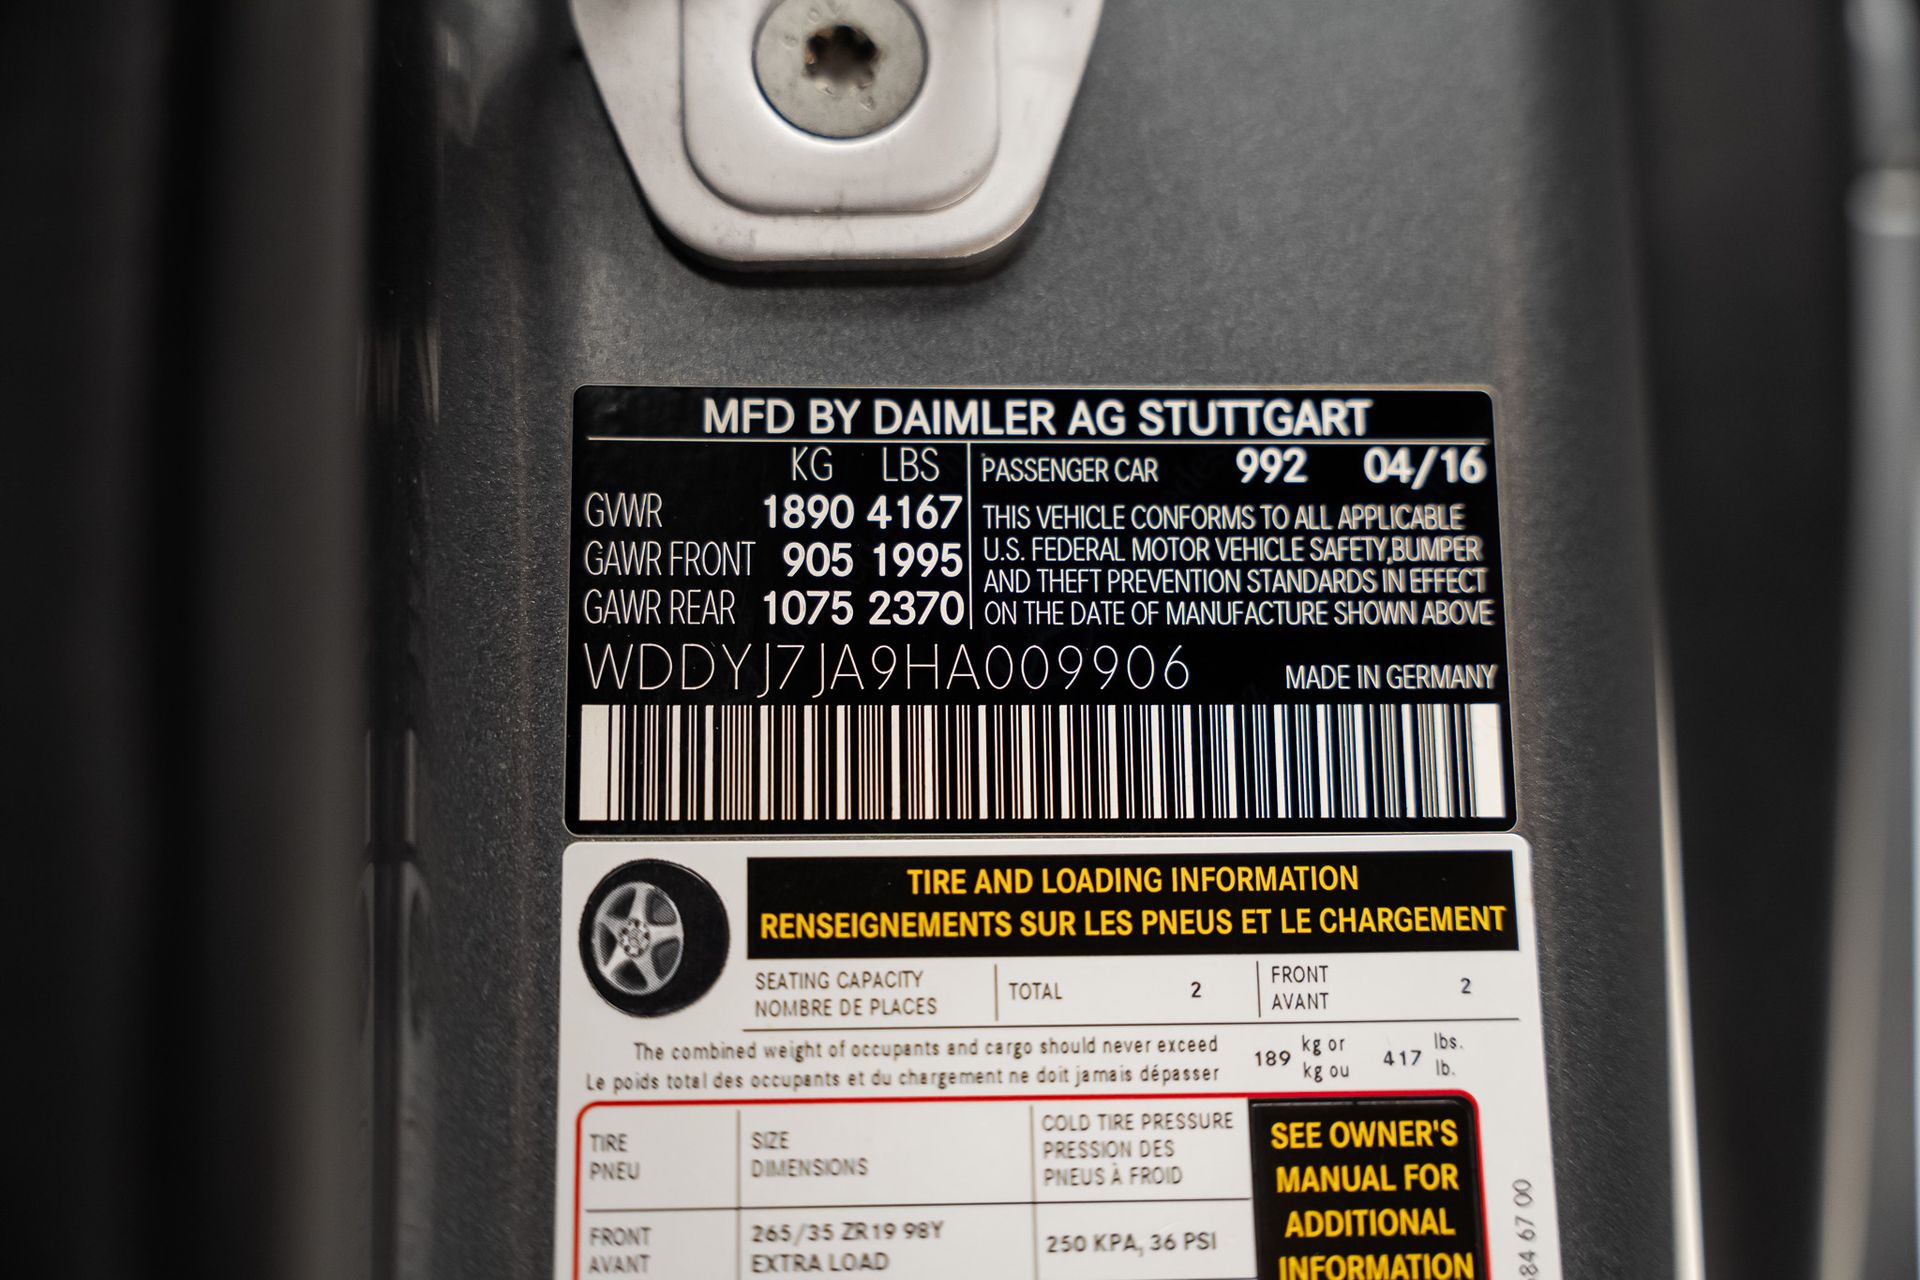 MFD BY DAIMLER AG STUTTGART
KG LBS
GVWR 1890 4167
GAWR FRONT 905 1995
GAWR REAR 1075 2370
PASSENGER CAR 992 04/16
THIS VEHICLE CONFORMS TO ALL APPLICABLE
U.S. FEDERAL MOTOR VEHICLE SAFETY,BUMPER
AND THEFT PREVENTION STANDARDS IN EFFECT
ON THE DATE OF MANUFACTURE SHOWN ABOVE
WDDYJ7JA9HA009906
MADE IN GERMANY
TIRE AND LOADING INFORMATION
RENSEIGNEMENTS SUR LES PNEUS ET LE CHARGEMENT
SEATING CAPACITY
NOMBRE DE PLACES
TOTAL 2
FRONT
AVANT
2
The combined weight of occupants and cargo should never exceed
Le poids total des occupants et du chargement ne doit jamais dépasser
189 kg or
kg ou
417 lbs.
lb.
TIRE
PNEU
SIZE
DIMENSIONS
COLD TIRE PRESSURE
PRESSION DES
PNEUS À FROID
FRONT
AVANT
265/35 ZR19 98Y
EXTRA LOAD
250 KPA, 36 PSI
SEE OWNER'S
MANUAL FOR
ADDITIONAL
INFORMATION
84 67 00